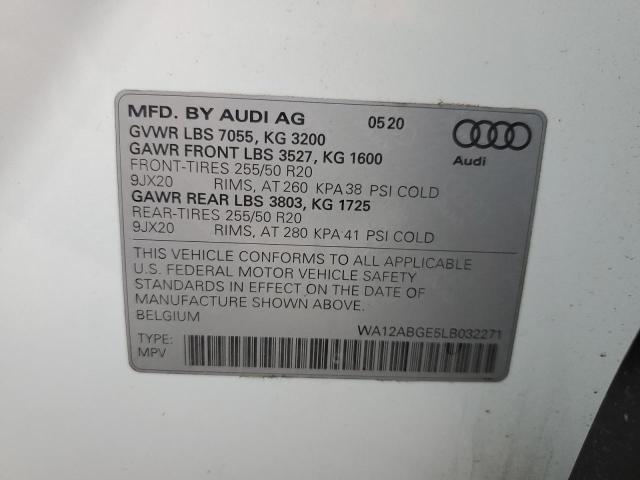 MFD. BY AUDI AG 0520
GVWR LBS 7055, KG 3200
GAWR FRONT LBS 3527, KG 1600
Audi
FRONT-TIRES 255/50 R20
9JX20 RIMS, AT 260 KPA 38 PSI COLD
GAWR REAR LBS 3803, KG 1725
REAR-TIRES 255/50 R20
9JX20 RIMS, AT 280 KPA 41 PSI COLD
THIS VEHICLE CONFORMS TO ALL APPLICABLE
U.S. FEDERAL MOTOR VEHICLE SAFETY
STANDARDS IN EFFECT ON THE DATE OF
MANUFACTURE SHOWN ABOVE.
BELGIUM
WA12ABGE5LB032271
TYPE:
MPV